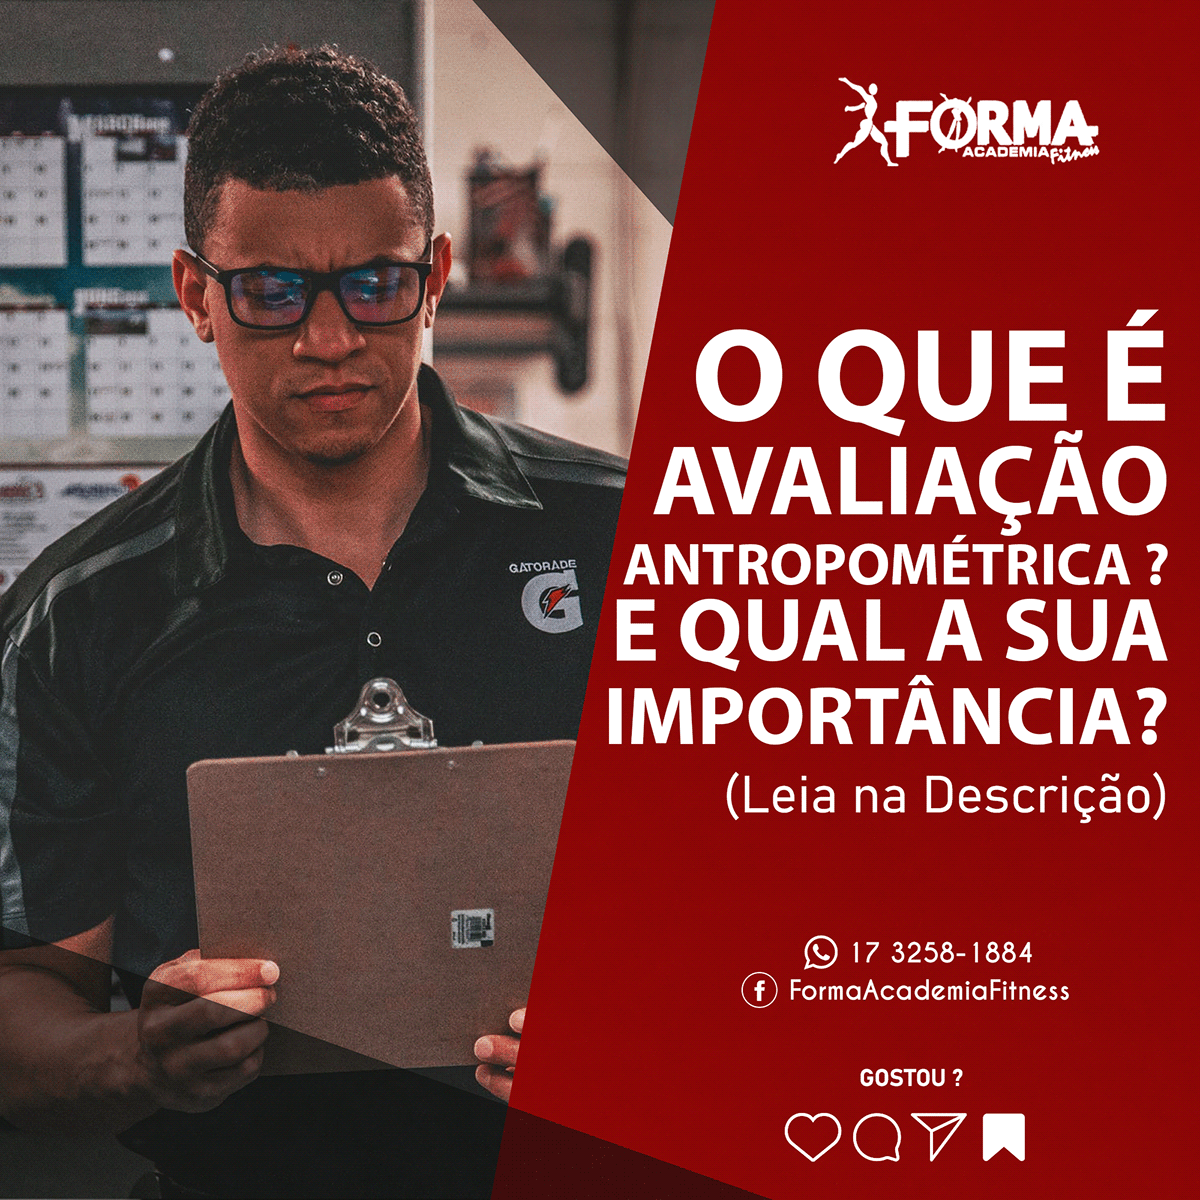 FORMA
ACADEMIA Fitness
O QUE É
AVALIAÇÃO
ANTROPOMÉTRICA ?
E QUAL A SUA
IMPORTÂNCIA?
(Leia na Descrição)
GATORADE
G
17 3258-1884
f FormaAcademiaFitness
GOSTOU ?